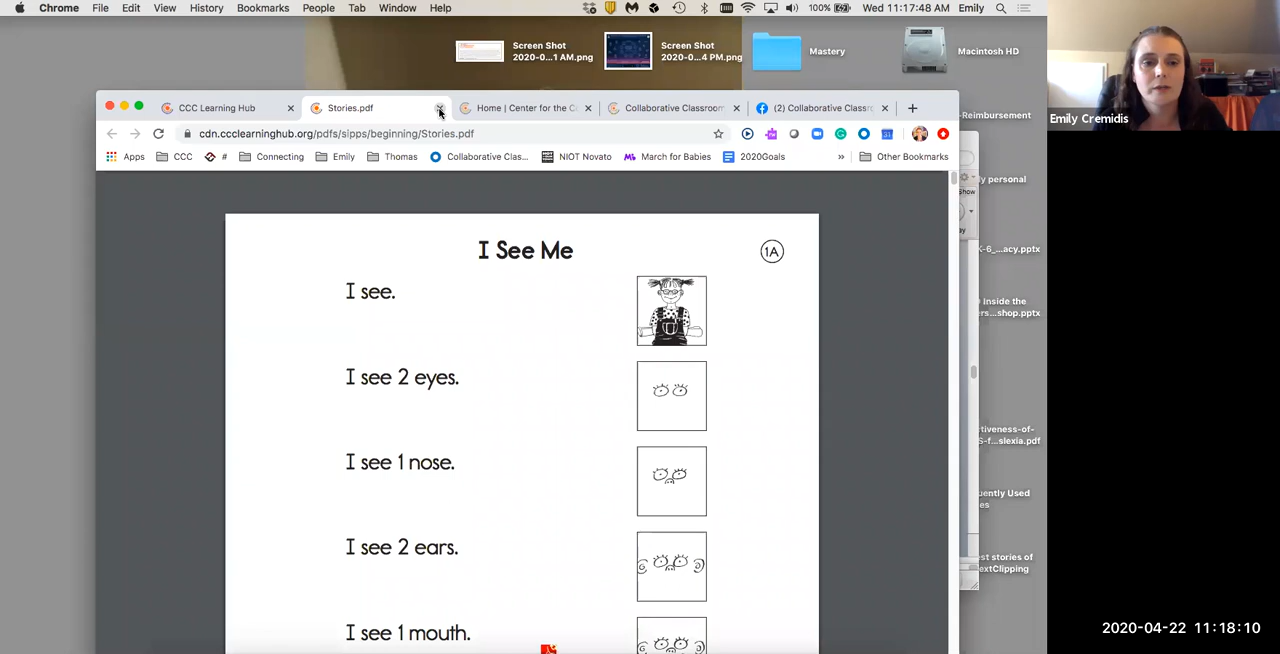 Chrome File Edit View History Bookmarks People Tab Window Help 100% Wed 11:17:48 AM Emily
Screen Shot
2020-0...1 AM.png
Screen Shot
2020-0...4 PM.png
Mastery
Macintosh HD
Emily Cremidis
-Reimbursement
CCC Learning Hub
Stories.pdf
Home | Center for the C
Collaborative Classroom
(2) Collaborative Classr
cdn.ccclearninghub.org/pdfs/sipps/beginning/Stories.pdf
Apps CCC # Connecting Emily Thomas Collaborative Clas... NIOT Novato March for Babies 2020Goals » Other Bookmarks
y personal
Show
K-6_...acy.pptx
Inside the
ers...shop.pptx
ctiveness-of-
S-f...slexia.pdf
uently Used
es
est stories of
extClipping
I See Me
1A
I see.
I see 2 eyes.
I see 1 nose.
I see 2 ears.
I see 1 mouth.
2020-04-22 11:18:10